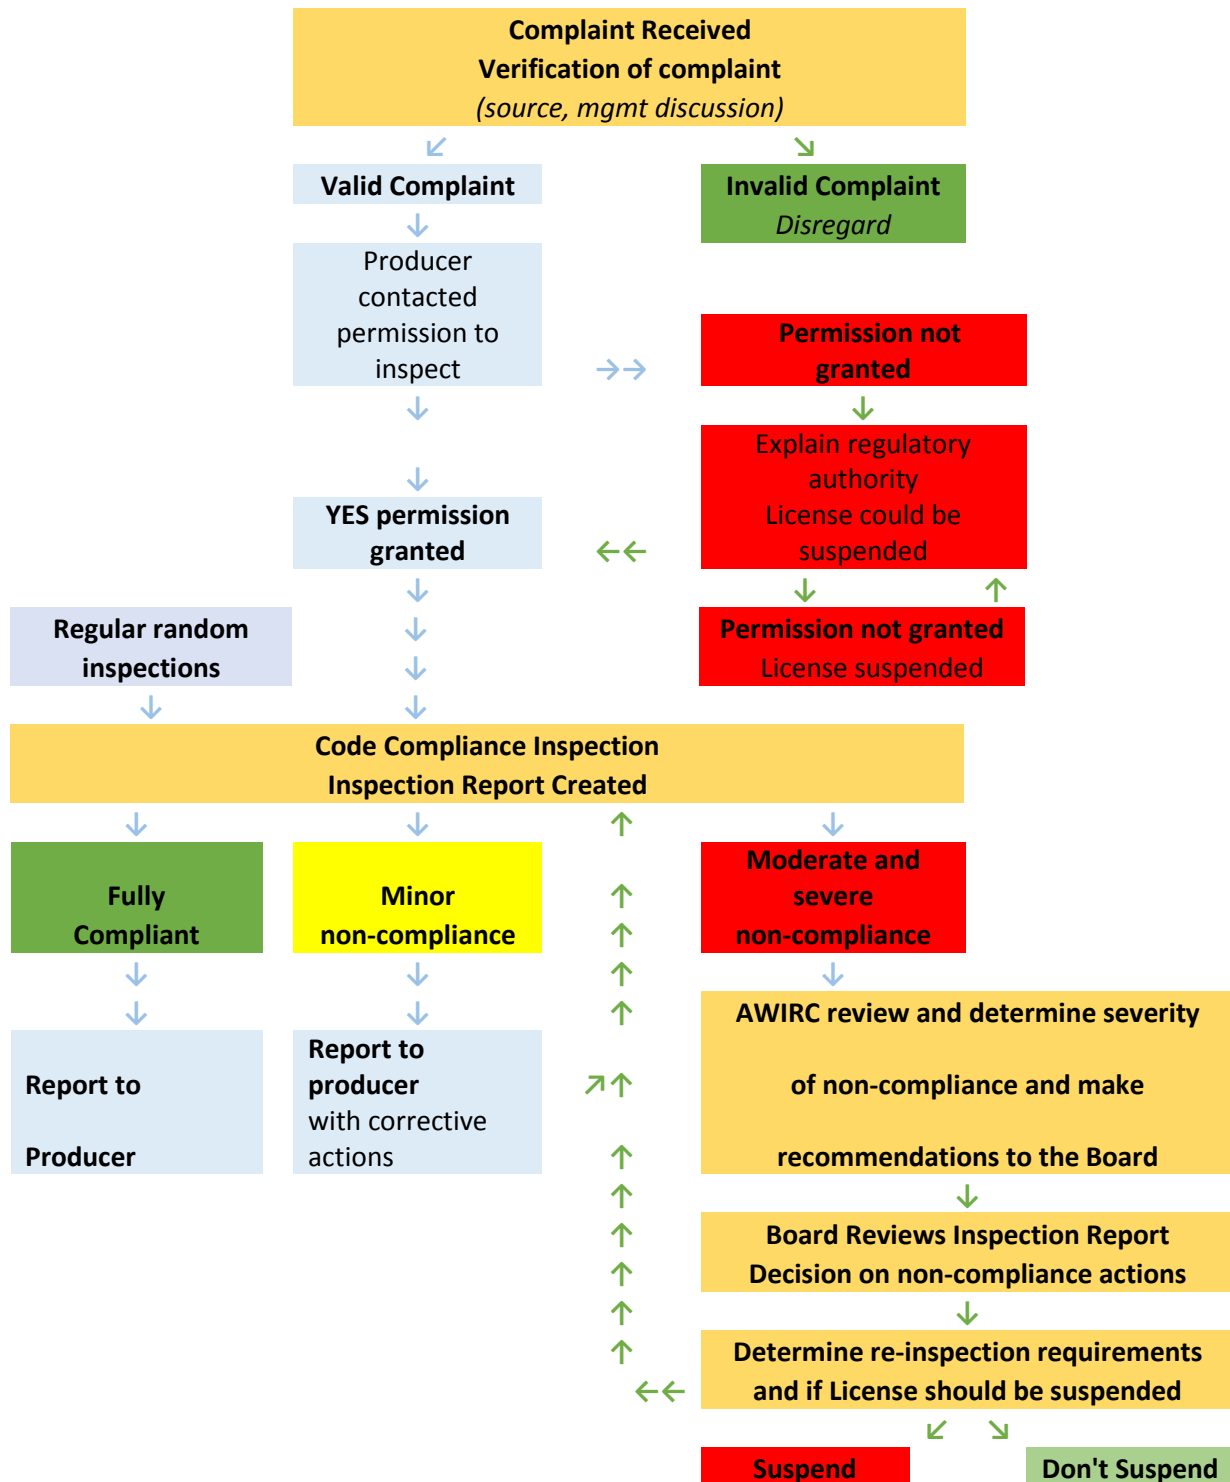 Complaint Received
Verification of complaint
(source, mgmt discussion)
Valid Complaint
Invalid Complaint
Disregard
Producer
contacted
permission to
inspect
Permission not
granted
Explain regulatory
authority
License could be
suspended
YES permission
granted
Permission not granted
License suspended
Regular random
inspections
Code Compliance Inspection
Inspection Report Created
Fully
Compliant
Minor
non-compliance
Moderate and
severe
non-compliance
Report to
Producer
Report to
producer
with corrective
actions
AWIRC review and determine severity
of non-compliance and make
recommendations to the Board
Board Reviews Inspection Report
Decision on non-compliance actions
Determine re-inspection requirements
and if License should be suspended
Suspend
Don't Suspend